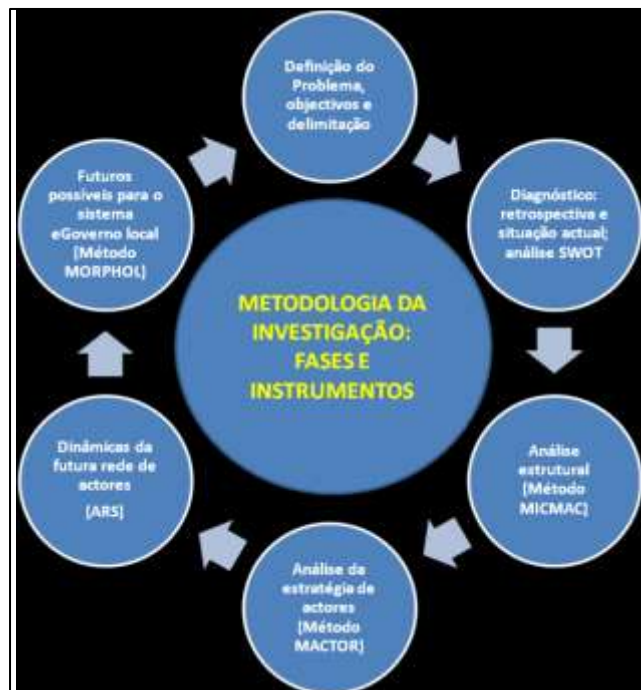 Definição do
Problema,
objectivos e
delimitação
Diagnóstico:
retrospectiva e
situação actual;
análise SWOT
Análise
estrutural
(Método
MICMAC)
Análise da
estratégia de
actores
(Método
MACTOR)
Dinâmicas da
futura rede de
actores
(ARS)
Futuros
possíveis para o
sistema
eGoverno local
(Método
MORPHOL)
METODOLOGIA DA
INVESTIGAÇÃO:
FASES E
INSTRUMENTOS